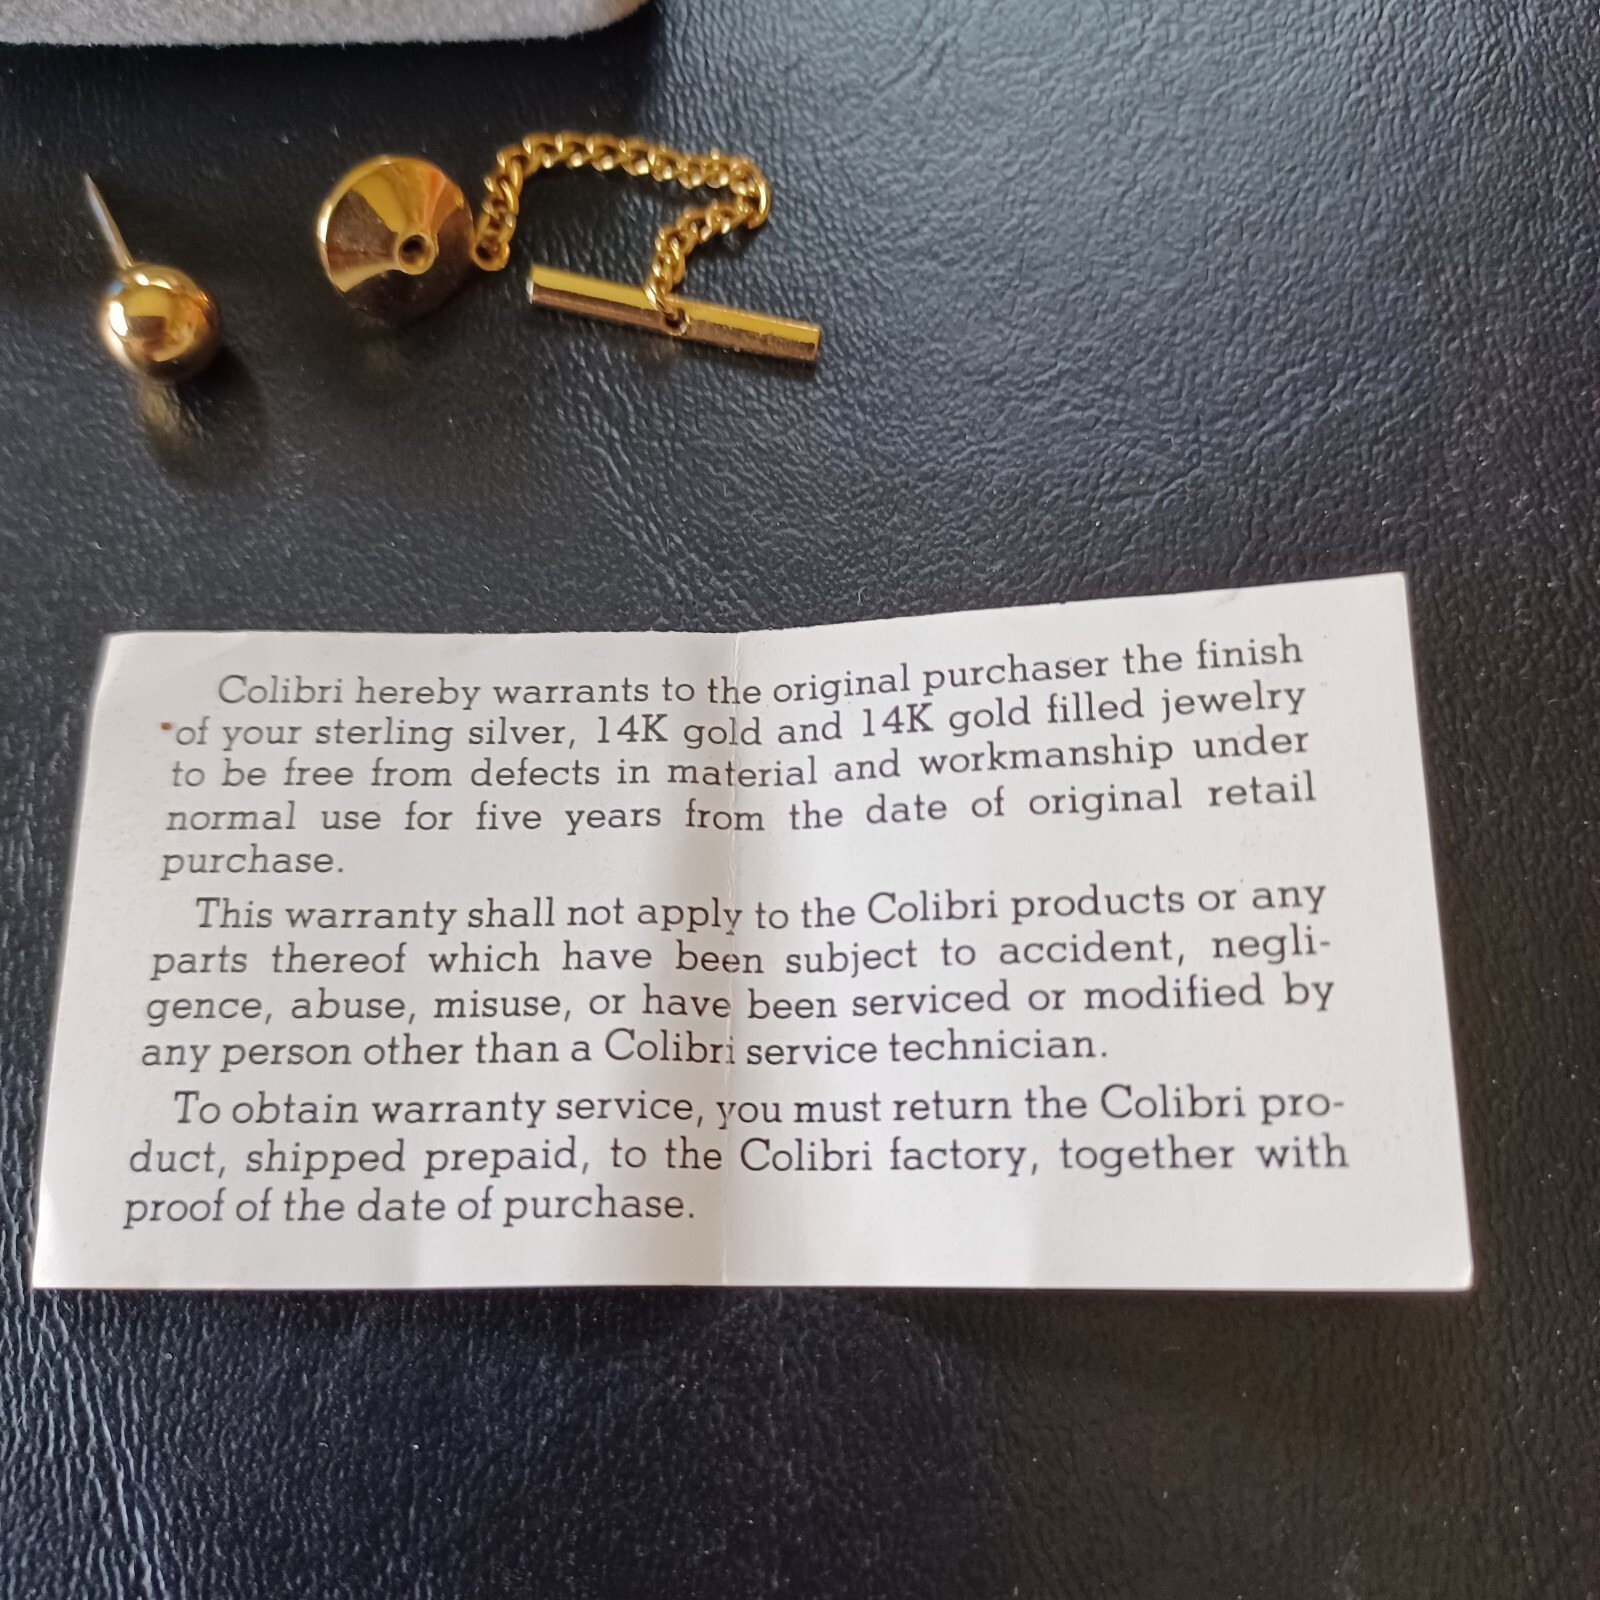 Colibri hereby warrants to the original purchaser the finish
of your sterling silver, 14K gold and 14K gold filled jewelry
to be free from defects in material and workmanship under
normal use for five years from the date of original retail
purchase.
This warranty shall not apply to the Colibri products or any
parts thereof which have been subject to accident, negli-
gence, abuse, misuse, or have been serviced or modified by
any person other than a Colibri service technician.
To obtain warranty service, you must return the Colibri pro-
duct, shipped prepaid, to the Colibri factory, together with
proof of the date of purchase.